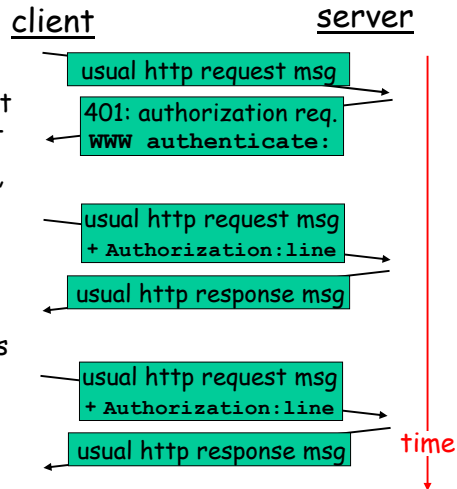 client
server
usual http request msg
t
401: authorization req.
WWW authenticate:
,
usual http request msg
+ Authorization:line
usual http response msg
s
usual http request msg
+ Authorization:line
usual http response msg
time